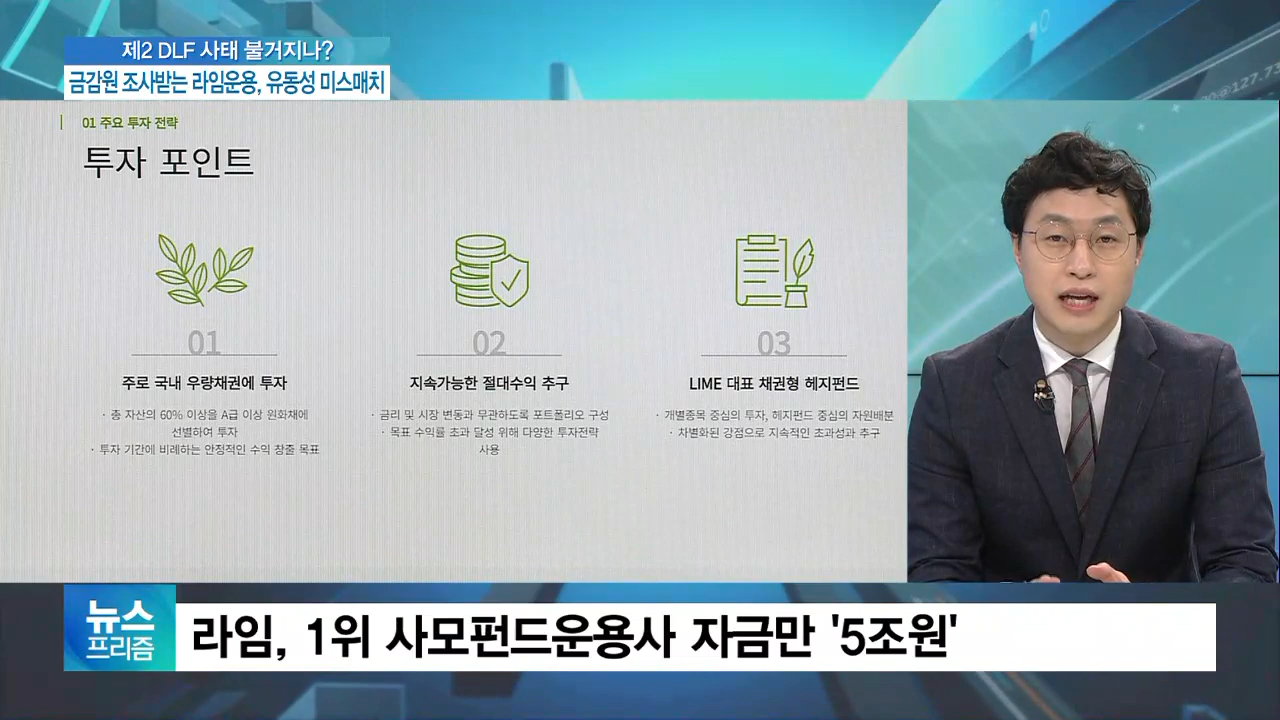 제2 DLF 사태 불거지나?
금감원 조사받는 라임운용, 유동성 미스매치
01 주요 투자 전략
투자 포인트
01
주로 국내 우량채권에 투자
· 총 자산의 60% 이상을 A급 이상 원화채에
선별하여 투자
· 투자 기간에 비례하는 안정적인 수익 창출 목표
02
지속가능한 절대수익 추구
· 금리 및 시장 변동과 무관하도록 포트폴리오 구성
· 목표 수익률 초과 달성 위해 다양한 투자전략
사용
03
LIME 대표 채권형 헤지펀드
· 개별종목 중심의 투자, 헤지펀드 중심의 자원배분
· 차별화된 강점으로 지속적인 초과성과 추구
뉴스
프리즘
라임, 1위 사모펀드운용사 자금만 '5조원'